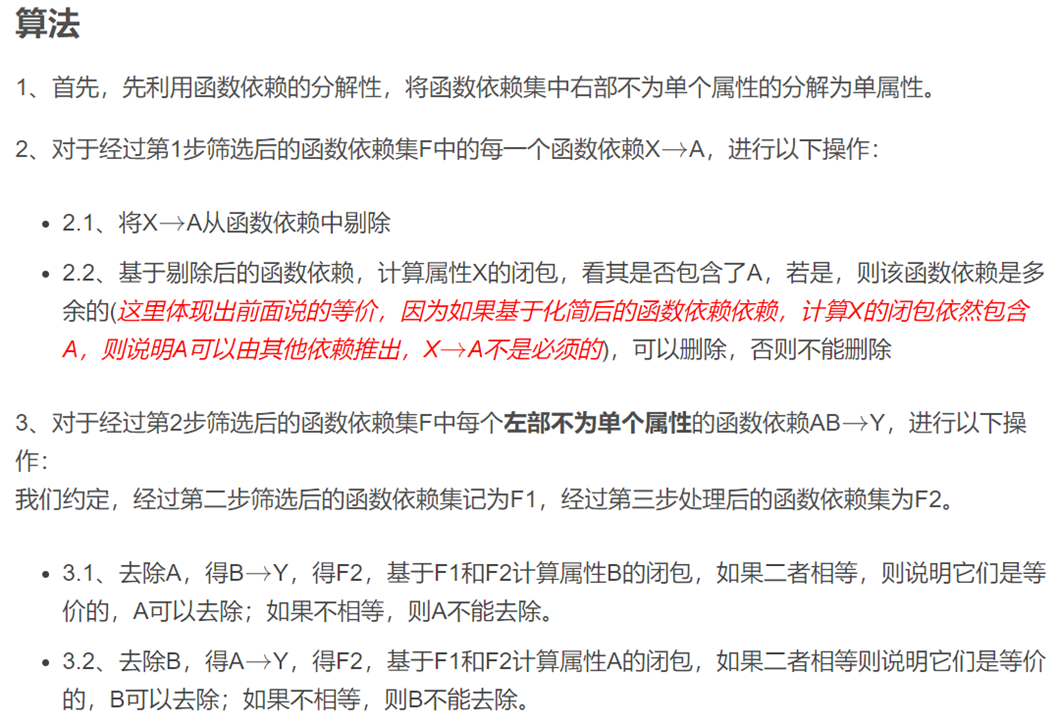 算法
1、首先，先利用函数依赖的分解性，将函数依赖集中右部不为单个属性的分解为单属性。
2、对于经过第1步筛选后的函数依赖集F中的每一个函数依赖X→A，进行以下操作：
• 2.1、将X→A从函数依赖中剔除
• 2.2、基于剔除后的函数依赖，计算属性X的闭包，看其是否包含了A，若是，则该函数依赖是多
余的(这里体现出前面说的等价，因为如果基于化简后的函数依赖依赖，计算X的闭包依然包含
A，则说明A可以由其他依赖推出，X→A不是必须的)，可以删除，否则不能删除
3、对于经过第2步筛选后的函数依赖集F中每个左部不为单个属性的函数依赖AB→Y，进行以下操
作：
我们约定，经过第二步筛选后的函数依赖集记为F1，经过第三步处理后的函数依赖集为F2。
• 3.1、去除A，得B→Y，得F2，基于F1和F2计算属性B的闭包，如果二者相等，则说明它们是等
价的，A可以去除；如果不相等，则A不能去除。
• 3.2、去除B，得A→Y，得F2，基于F1和F2计算属性A的闭包，如果二者相等则说明它们是等价
的，B可以去除；如果不相等，则B不能去除。